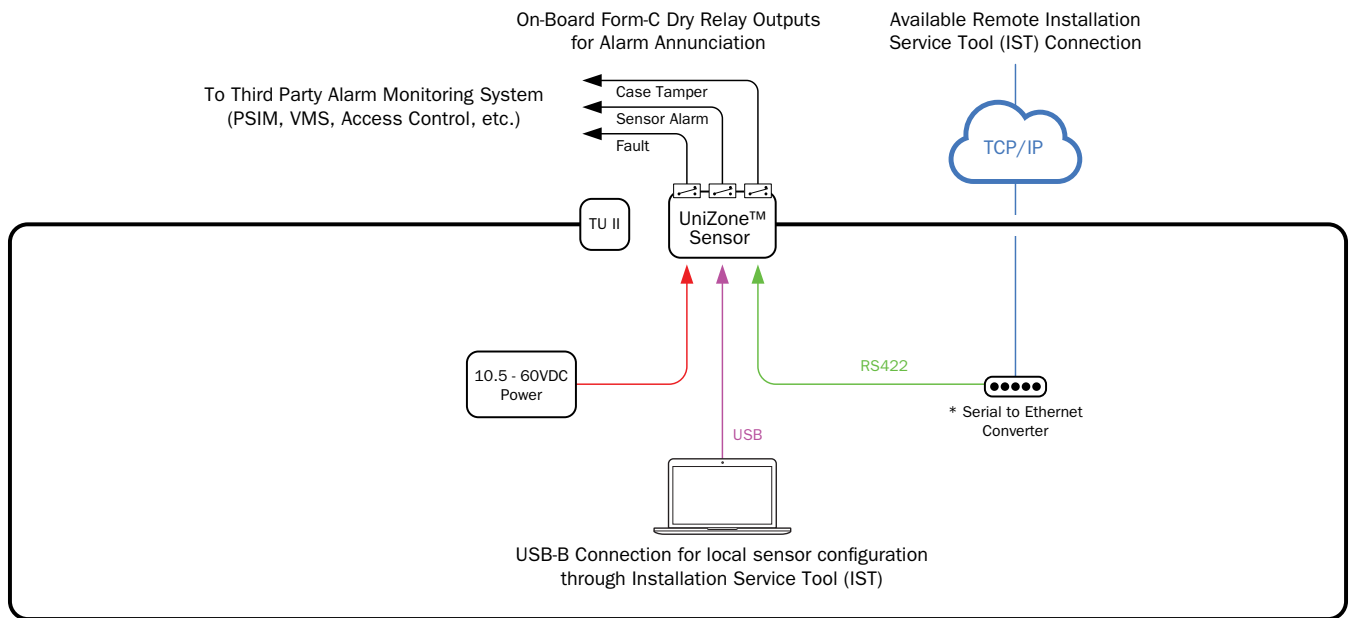 On-Board Form-C Dry Relay Outputs
for Alarm Annunciation
Available Remote Installation
Service Tool (IST) Connection
To Third Party Alarm Monitoring System
(PSIM, VMS, Access Control, etc.)
Case Tamper
Sensor Alarm
Fault
TCP/IP
TU II
UniZone™
Sensor
10.5 - 60VDC
Power
RS422
* Serial to Ethernet
Converter
USB
USB-B Connection for local sensor configuration
through Installation Service Tool (IST)